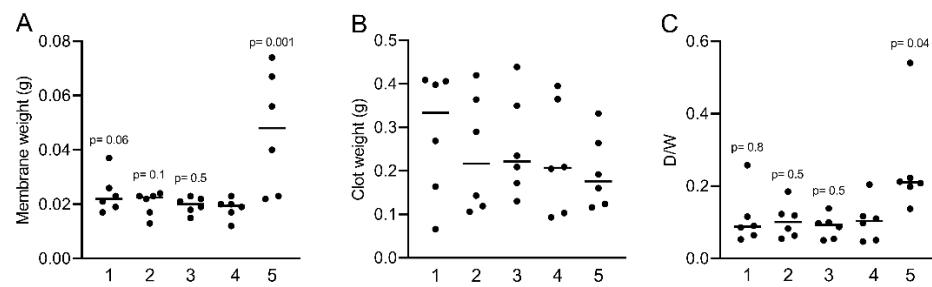 A
Membrane weight (g)
0.08
0.06
0.04
0.02
0.00
p= 0.06
p= 0.1
p= 0.5
p= 0.001
1 2 3 4 5
B
Clot weight (g)
0.5
0.4
0.3
0.2
0.1
0.0
1 2 3 4 5
C
D/W
0.6
0.4
0.2
0.0
p= 0.8
p= 0.5
p= 0.5
p= 0.04
1 2 3 4 5